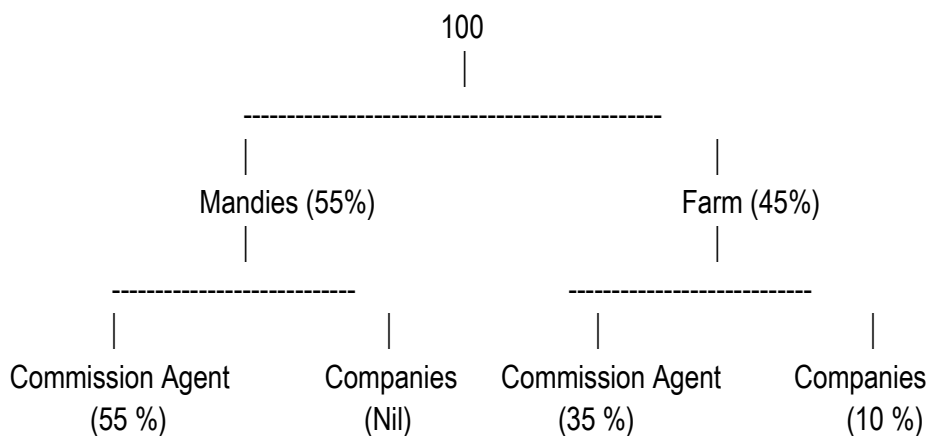 100
Mandies (55%) Farm (45%)
Commission Agent Companies Commission Agent Companies
(55 %) (Nil) (35 %) (10 %)